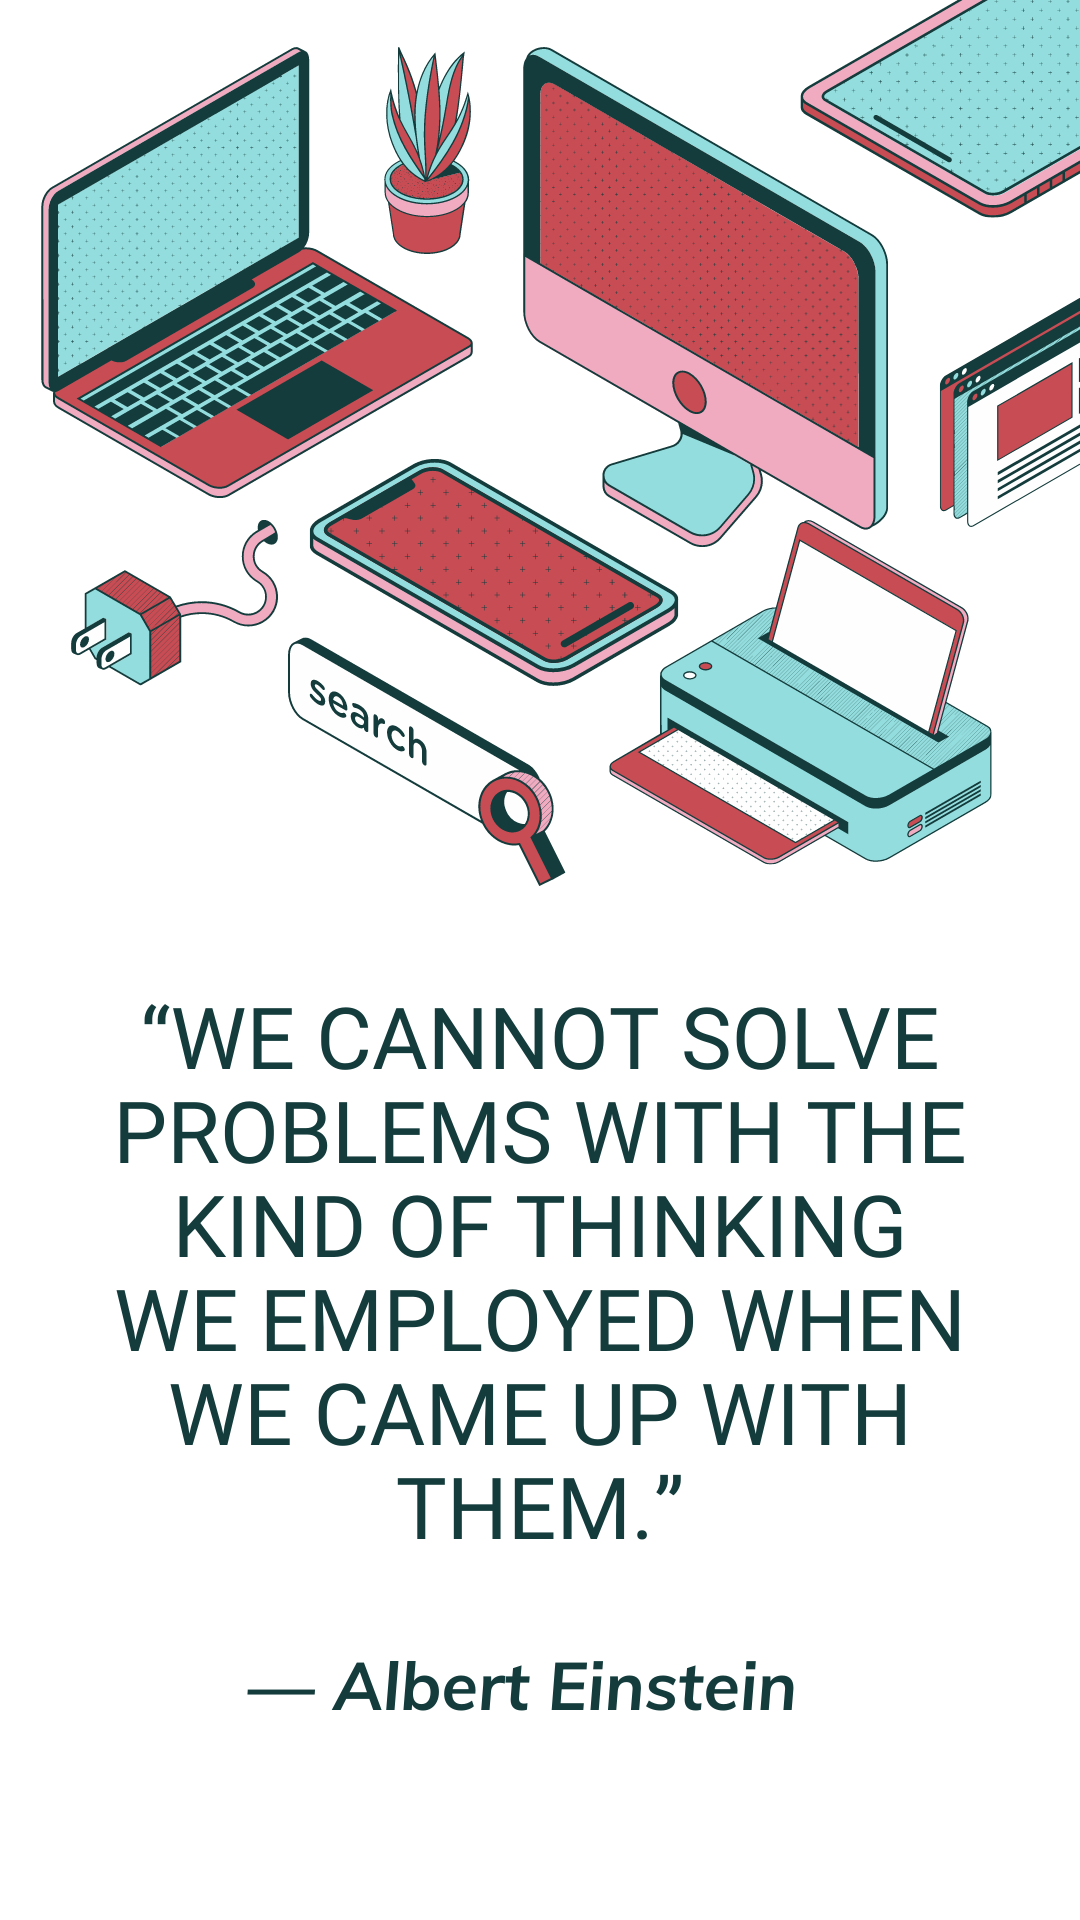 search
“WE CANNOT SOLVE
PROBLEMS WITH THE
KIND OF THINKING
WE EMPLOYED WHEN
WE CAME UP WITH
THEM.”
— Albert Einstein